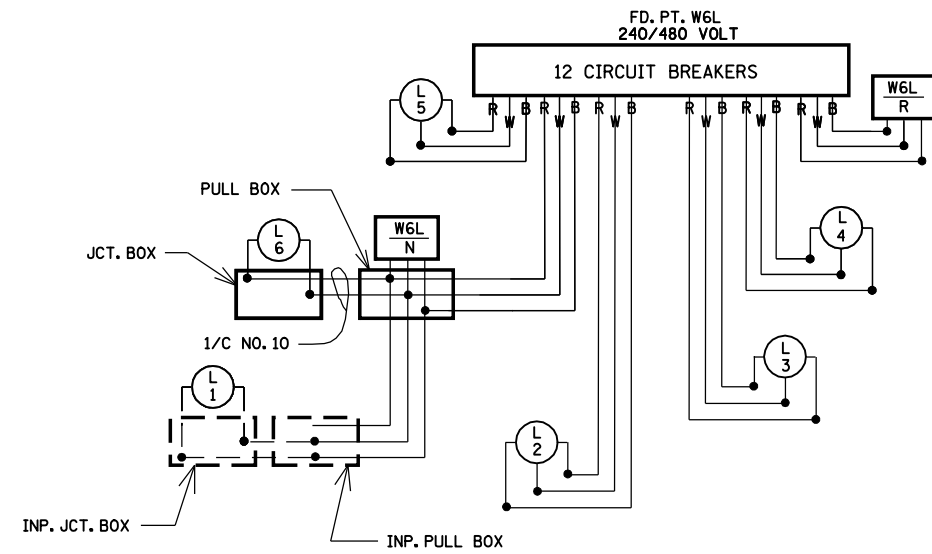 FD. PT. W6L
240/480 VOLT
12 CIRCUIT BREAKERS
L
5
R W B R W B R W B R W B R W B R W B
W6L
R
PULL BOX
W6L
N
L
6
L
4
JCT. BOX
1/C NO. 10
L
3
L
1
L
2
INP. JCT. BOX
INP. PULL BOX